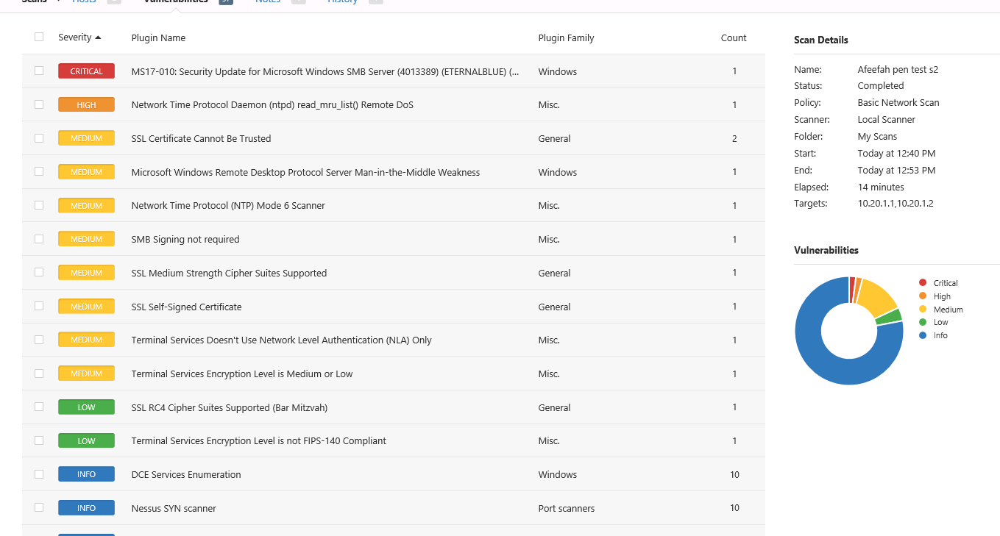 Scans Hosts Vulnerabilities Notes History
Severity Plugin Name Plugin Family Count
CRITICAL MS17-010: Security Update for Microsoft Windows SMB Server (4013389) (ETERNALBLUE) (... Windows 1
HIGH Network Time Protocol Daemon (ntpd) read_mru_list() Remote DoS Misc. 1
MEDIUM SSL Certificate Cannot Be Trusted General 2
MEDIUM Microsoft Windows Remote Desktop Protocol Server Man-in-the-Middle Weakness Windows 1
MEDIUM Network Time Protocol (NTP) Mode 6 Scanner Misc. 1
MEDIUM SMB Signing not required Misc. 1
MEDIUM SSL Medium Strength Cipher Suites Supported General 1
MEDIUM SSL Self-Signed Certificate General 1
MEDIUM Terminal Services Doesn't Use Network Level Authentication (NLA) Only Misc. 1
MEDIUM Terminal Services Encryption Level is Medium or Low Misc. 1
LOW SSL RC4 Cipher Suites Supported (Bar Mitzvah) General 1
LOW Terminal Services Encryption Level is not FIPS-140 Compliant Misc. 1
INFO DCE Services Enumeration Windows 10
INFO Nessus SYN scanner Port scanners 10
Scan Details
Name: Afeefah pen test s2
Status: Completed
Policy: Basic Network Scan
Scanner: Local Scanner
Folder: My Scans
Start: Today at 12:40 PM
End: Today at 12:53 PM
Elapsed: 14 minutes
Targets: 10.20.1.1,10.20.1.2
Vulnerabilities
Critical
High
Medium
Low
Info